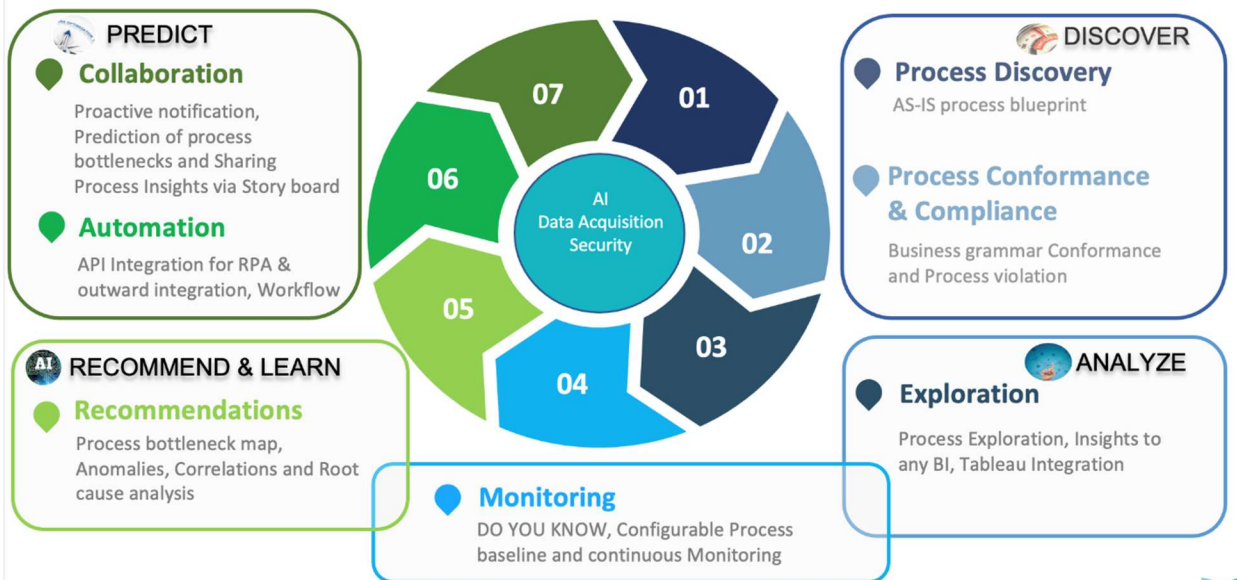 PREDICT
Collaboration
Proactive notification,
Prediction of process
bottlenecks and Sharing
Process Insights via Story board
Automation
API Integration for RPA &
outward integration, Workflow
AI RECOMMEND & LEARN
Recommendations
Process bottleneck map,
Anomalies, Correlations and Root
cause analysis
07
01
06
02
05
03
04
AI
Data Acquisition
Security
Monitoring
DO YOU KNOW, Configurable Process
baseline and continuous Monitoring
DISCOVER
Process Discovery
AS-IS process blueprint
Process Conformance
& Compliance
Business grammar Conformance
and Process violation
ANALYZE
Exploration
Process Exploration, Insights to
any BI, Tableau Integration